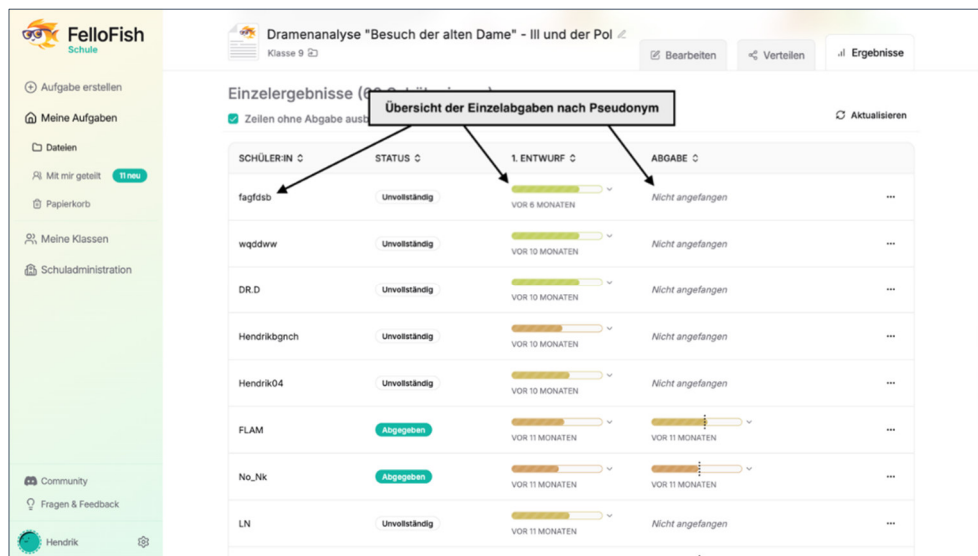 FelloFish
Schule
Aufgabe erstellen
Meine Aufgaben
Dateien
Mit mir geteilt 11 neu
Papierkorb
Meine Klassen
Schuladministration
Community
Fragen & Feedback
Hendrik
Dramenanalyse "Besuch der alten Dame" - Ill und der Pol
Klasse 9
Bearbeiten
Verteilen
Ergebnisse
Einzelergebnisse
Übersicht der Einzelabgaben nach Pseudonym
Zeilen ohne Abgabe
Aktualisieren
SCHÜLER:IN STATUS 1. ENTWURF ABGABE
fagfdsb Unvollständig Nicht angefangen ...
VOR 6 MONATEN
wqddww Unvollständig Nicht angefangen ...
VOR 10 MONATEN
DR.D Unvollständig Nicht angefangen ...
VOR 10 MONATEN
Hendrikbgnch Unvollständig Nicht angefangen ...
VOR 10 MONATEN
Hendrik04 Unvollständig Nicht angefangen ...
VOR 10 MONATEN
FLAM Abgegeben ...
VOR 11 MONATEN VOR 11 MONATEN
No_Nk Abgegeben ...
VOR 11 MONATEN VOR 11 MONATEN
LN Unvollständig Nicht angefangen ...
VOR 11 MONATEN